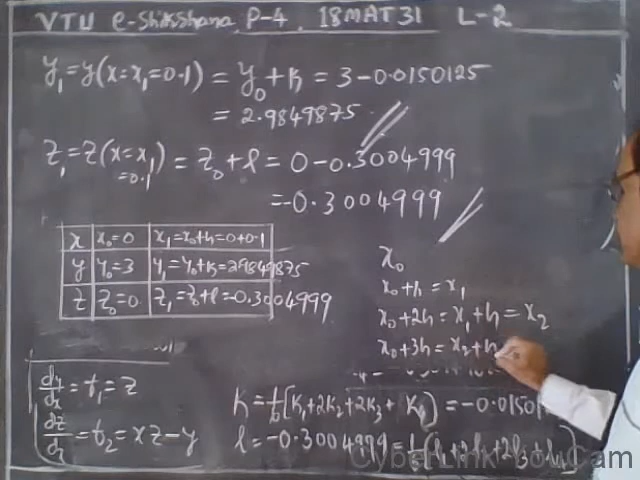 VTU e-Shikshana P-4, 18MAT31 L-2
y₁ = y(x=x₁=0.1) = y₀+k = 3-0.0150125
= 2.9849875
z₁ = z(x=x₁=0.1) = z₀+l = 0-0.3004999
= -0.3004999
x x₀=0 x₁=x₀+h=0+0.1
y y₀=3 y₁=y₀+k=2.9849875
z z₀=0 z₁=z₀+l=-0.3004999
x₀
x₀+h = x₁
x₀+2h = x₁+h = x₂
x₀+3h = x₂+h
dy/dx = f₁ = z
dz/dx = f₂ = xz-y
k = 1/6[k₁+2k₂+2k₃+k₄] = -0.01501
l = -0.3004999 = 1/6(l₁+2l₂+2l₃+l₄)
CyberLink YouCam